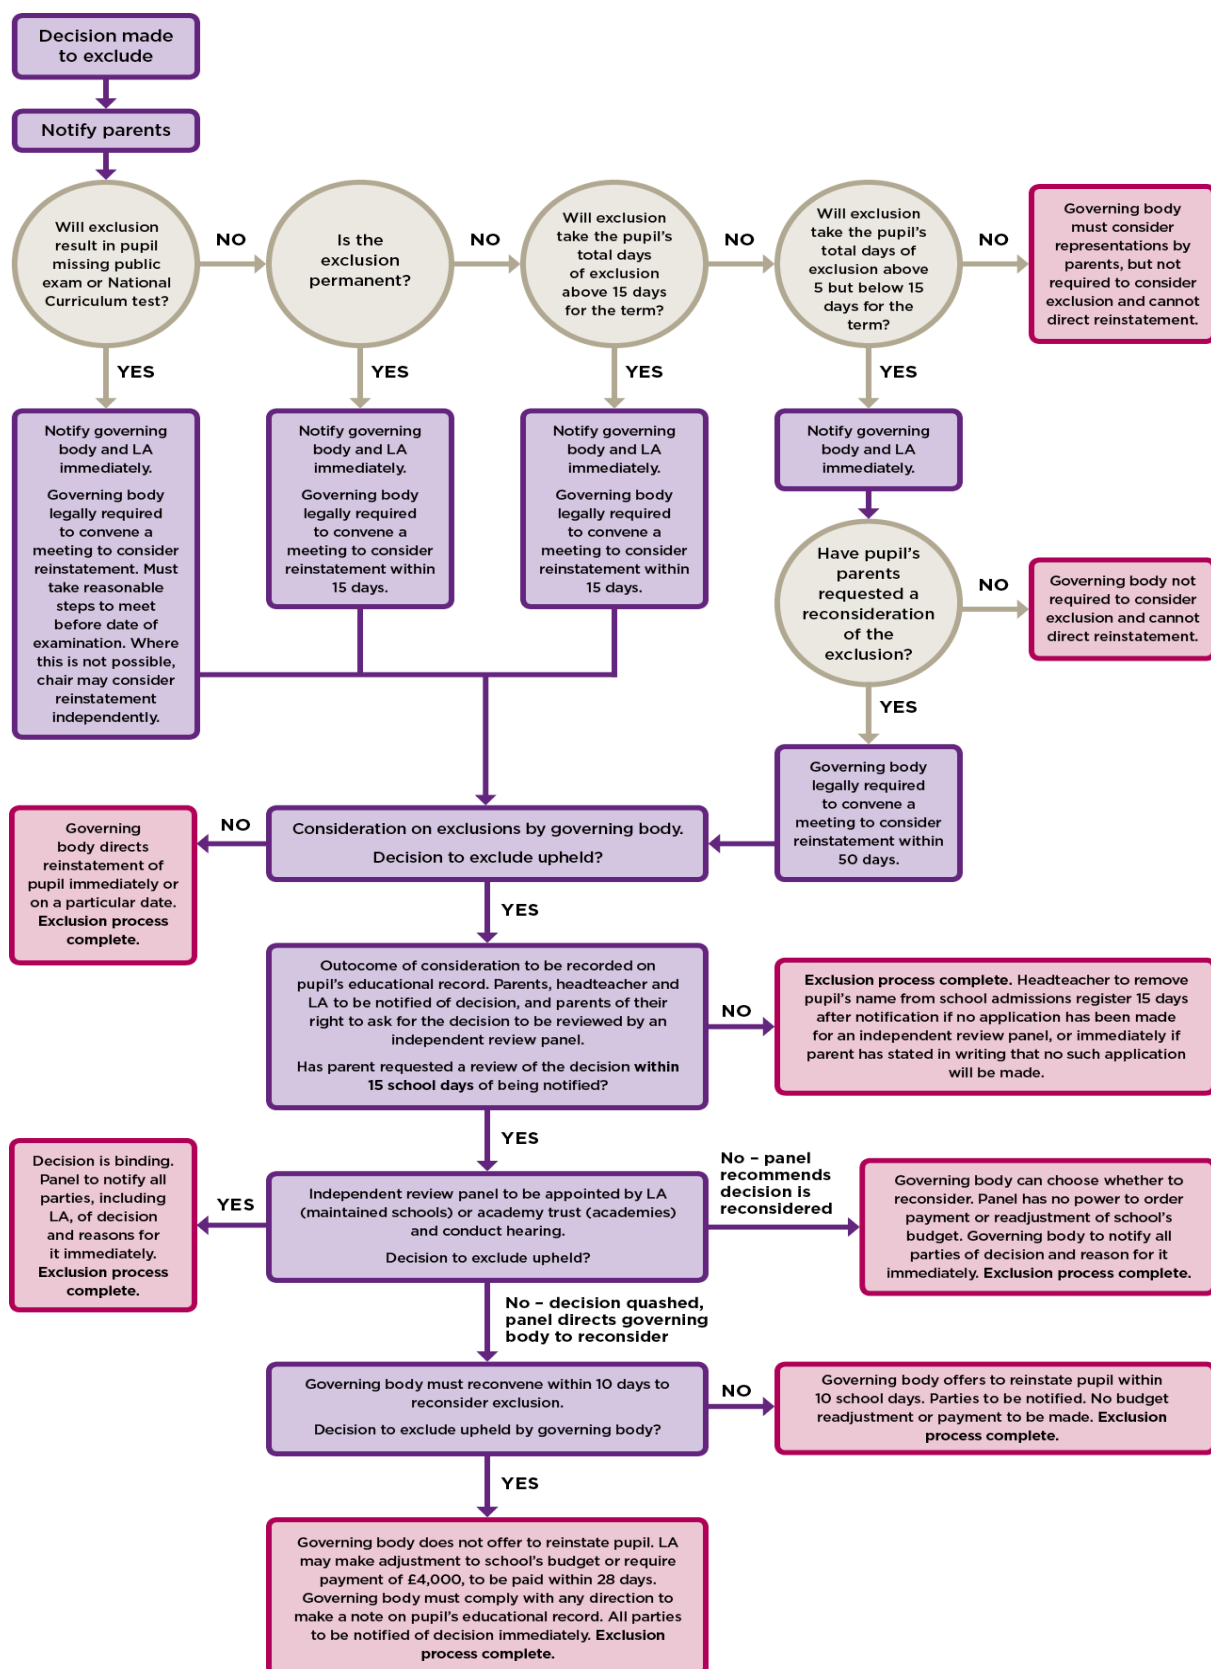 Decision made
to exclude
Notify parents
Will exclusion
result in pupil
missing public
exam or National
Curriculum test?
NO
Is the
exclusion
permanent?
NO
Will exclusion
take the pupil's
total days
of exclusion
above 15 days
for the term?
NO
Will exclusion
take the pupil's
total days of
exclusion above
5 but below 15
days for the
term?
NO
Governing body
must consider
representations by
parents, but not
required to consider
exclusion and cannot
direct reinstatement.
YES
YES
YES
YES
Notify governing
body and LA
immediately.
Governing body
legally required
to convene a
meeting to consider
reinstatement. Must
take reasonable
steps to meet
before date of
examination. Where
this is not possible,
chair may consider
reinstatement
independently.
Notify governing
body and LA
immediately.
Governing body
legally required
to convene a
meeting to consider
reinstatement within
15 days.
Notify governing
body and LA
immediately.
Governing body
legally required
to convene a
meeting to consider
reinstatement within
15 days.
Notify governing
body and LA
immediately.
Have pupil's
parents
requested a
reconsideration
of the
exclusion?
NO
Governing body not
required to consider
exclusion and cannot
direct reinstatement.
YES
Governing body
legally required
to convene a
meeting to consider
reinstatement within
50 days.
Consideration on exclusions by governing body.
Decision to exclude upheld?
NO
Governing
body directs
reinstatement of
pupil immediately or
on a particular date.
Exclusion process
complete.
YES
Outocome of consideration to be recorded on
pupil's educational record. Parents, headteacher and
LA to be notified of decision, and parents of their
right to ask for the decision to be reviewed by an
independent review panel.
Has parent requested a review of the decision within
15 school days of being notified?
NO
Exclusion process complete. Headteacher to remove
pupil's name from school admissions register 15 days
after notification if no application has been made
for an independent review panel, or immediately if
parent has stated in writing that no such application
will be made.
YES
Independent review panel to be appointed by LA
(maintained schools) or academy trust (academies)
and conduct hearing.
Decision to exclude upheld?
YES
Decision is binding.
Panel to notify all
parties, including
LA, of decision
and reasons for
it immediately.
Exclusion process
complete.
No – panel
recommends
decision is
reconsidered
Governing body can choose whether to
reconsider. Panel has no power to order
payment or readjustment of school's
budget. Governing body to notify all
parties of decision and reason for it
immediately. Exclusion process complete.
No – decision quashed,
panel directs governing
body to reconsider
Governing body must reconvene within 10 days to
reconsider exclusion.
Decision to exclude upheld by governing body?
NO
Governing body offers to reinstate pupil within
10 school days. Parties to be notified. No budget
readjustment or payment to be made. Exclusion
process complete.
YES
Governing body does not offer to reinstate pupil. LA
may make adjustment to school's budget or require
payment of £4,000, to be paid within 28 days.
Governing body must comply with any direction to
make a note on pupil's educational record. All parties
to be notified of decision immediately. Exclusion
process complete.